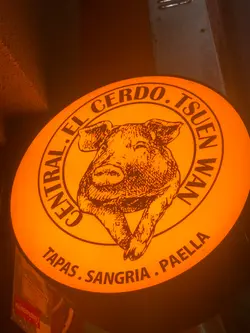 CENTRAL . EL CERDO . TSUEN WAN
TAPAS . SANGRIA . PAELLA